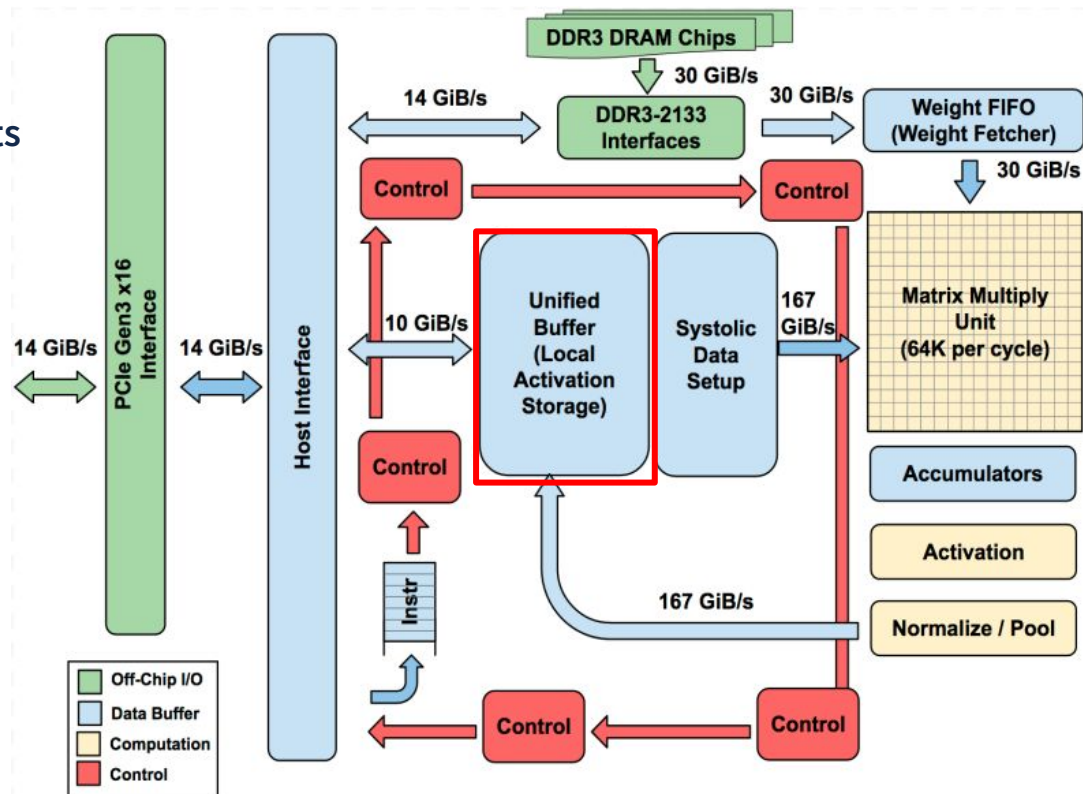 DDR3 DRAM Chips
30 GiB/s
14 GiB/s
DDR3-2133
Interfaces
30 GiB/s
Weight FIFO
(Weight Fetcher)
30 GiB/s
ts
Control
Control
PCIe Gen3 x16
Interface
14 GiB/s
14 GiB/s
Host Interface
10 GiB/s
Unified
Buffer
(Local
Activation
Storage)
Systolic
Data
Setup
167
GiB/s
Matrix Multiply
Unit
(64K per cycle)
Control
Accumulators
Activation
Instr
167 GiB/s
Normalize / Pool
Control
Control
Off-Chip I/O
Data Buffer
Computation
Control